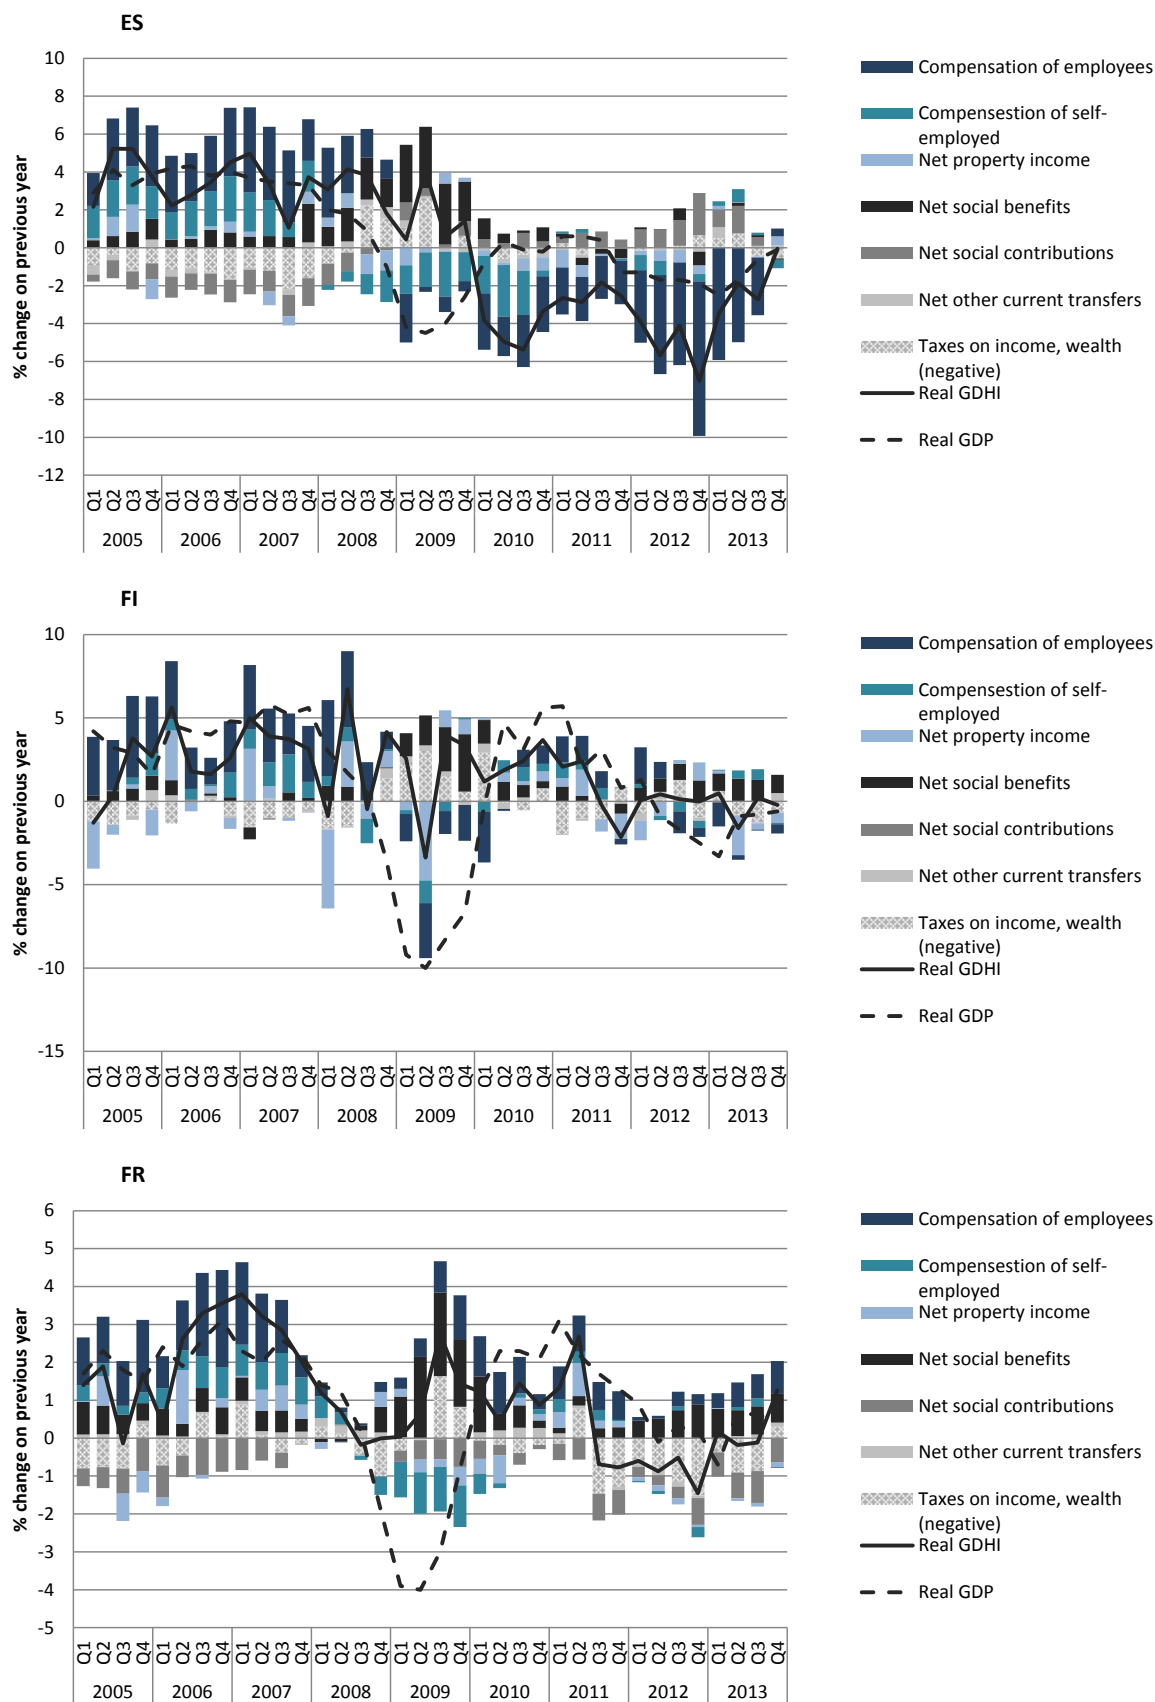 ES
% change on previous year
10
8
6
4
2
0
-2
-4
-6
-8
-10
-12
Q1 Q2 Q3 Q4 Q1 Q2 Q3 Q4 Q1 Q2 Q3 Q4 Q1 Q2 Q3 Q4 Q1 Q2 Q3 Q4 Q1 Q2 Q3 Q4 Q1 Q2 Q3 Q4 Q1 Q2 Q3 Q4 Q1 Q2 Q3 Q4
2005 2006 2007 2008 2009 2010 2011 2012 2013
Compensation of employees
Compensestion of self-
employed
Net property income
Net social benefits
Net social contributions
Net other current transfers
Taxes on income, wealth
(negative)
Real GDHI
Real GDP
FI
% change on previous year
10
5
0
-5
-10
-15
Q1 Q2 Q3 Q4 Q1 Q2 Q3 Q4 Q1 Q2 Q3 Q4 Q1 Q2 Q3 Q4 Q1 Q2 Q3 Q4 Q1 Q2 Q3 Q4 Q1 Q2 Q3 Q4 Q1 Q2 Q3 Q4 Q1 Q2 Q3 Q4
2005 2006 2007 2008 2009 2010 2011 2012 2013
Compensation of employees
Compensestion of self-
employed
Net property income
Net social benefits
Net social contributions
Net other current transfers
Taxes on income, wealth
(negative)
Real GDHI
Real GDP
FR
% change on previous year
6
5
4
3
2
1
0
-1
-2
-3
-4
-5
Q1 Q2 Q3 Q4 Q1 Q2 Q3 Q4 Q1 Q2 Q3 Q4 Q1 Q2 Q3 Q4 Q1 Q2 Q3 Q4 Q1 Q2 Q3 Q4 Q1 Q2 Q3 Q4 Q1 Q2 Q3 Q4 Q1 Q2 Q3 Q4
2005 2006 2007 2008 2009 2010 2011 2012 2013
Compensation of employees
Compensestion of self-
employed
Net property income
Net social benefits
Net social contributions
Net other current transfers
Taxes on income, wealth
(negative)
Real GDHI
Real GDP